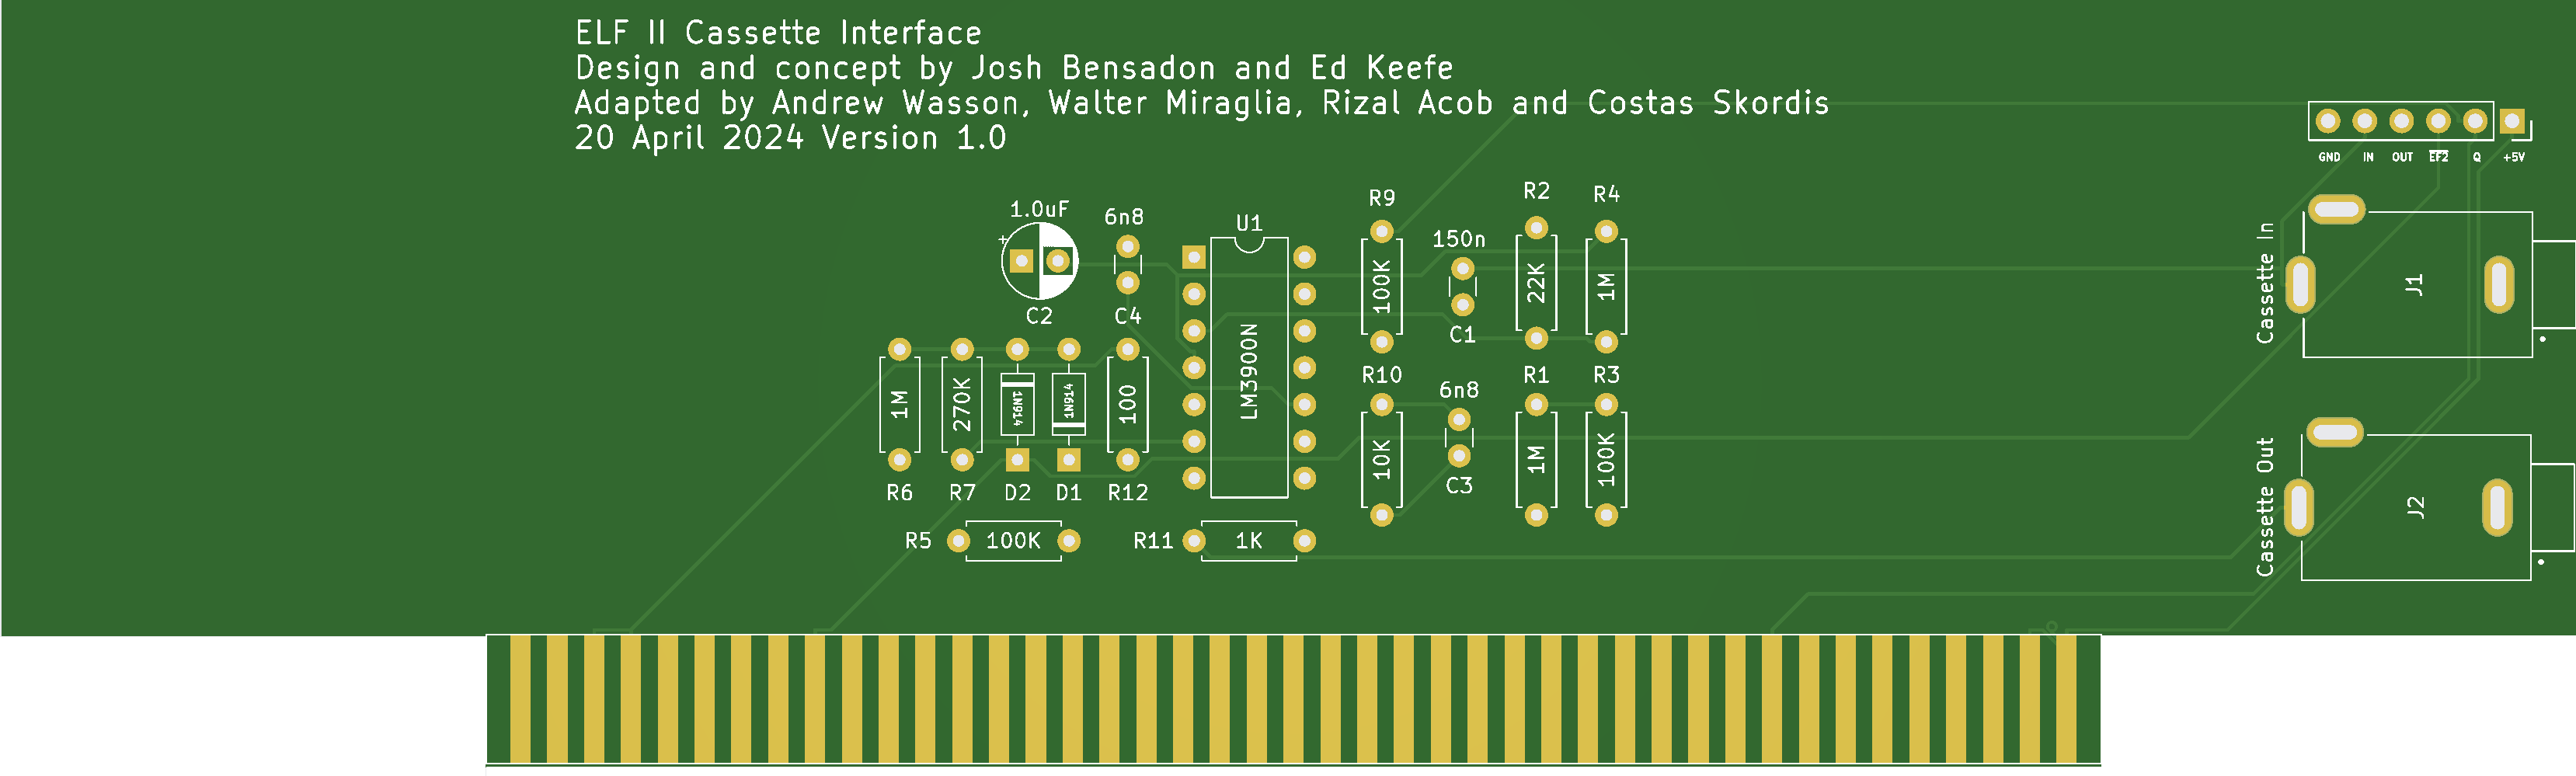 ELF II Cassette Interface
Design and concept by Josh Bensadon and Ed Keefe
Adapted by Andrew Wasson, Walter Miraglia, Rizal Acob and Costas Skordis
20 April 2024 Version 1.0
GND IN OUT EF2 Q +5V
R9 R2 R4
1.0uF 6n8 U1 150n
+
100K 22K 1M
Cassette In
J1
C2 C4 C1
LM3900N
R10 R1 R3
6n8
1M 270K 1N914 1N914 100
10K 1M 100K
Cassette Out
J2
R6 R7 D2 D1 R12 C3
R5 100K R11 1K